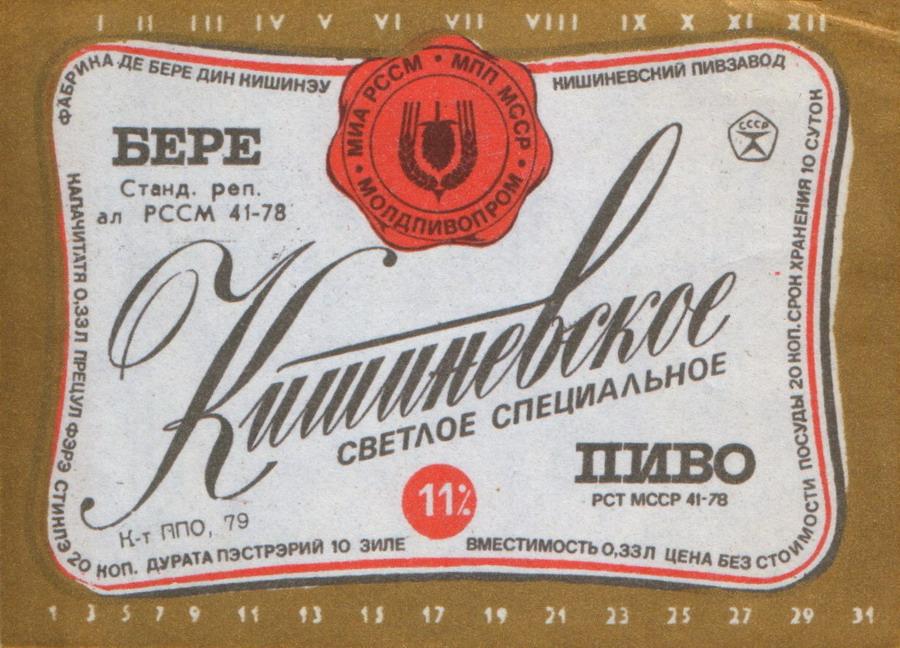 I II III IV V VI VII VIII IX X XI XII
ФАБРИКА ДЕ БЕРЕ ДИН КИШИНЭУ
КИШИНЕВСКИЙ ПИВЗАВОД
МИА РССМ • МПП МССР • МОЛДПИВОПРОМ •
СССР
БЕРЕ
Станд. реп.
ал РССМ 41-78
Кишиневское
СВЕТЛОЕ СПЕЦИАЛЬНОЕ
11%
ПИВО
РСТ МССР 41-78
К-т ППО, 79
КАПАЧИТАТЯ 0,33Л ПРЕЦУЛ ФЭРЭ СТИКЛЭ 20 КОП. ДУРАТА ПЭСТРЭРИЙ 10 ЗИЛЕ
ВМЕСТИМОСТЬ 0,33Л ЦЕНА БЕЗ СТОИМОСТИ ПОСУДЫ 20 КОП. СРОК ХРАНЕНИЯ 10 СУТОК
1 3 5 7 9 11 13 15 17 19 21 23 25 27 29 31